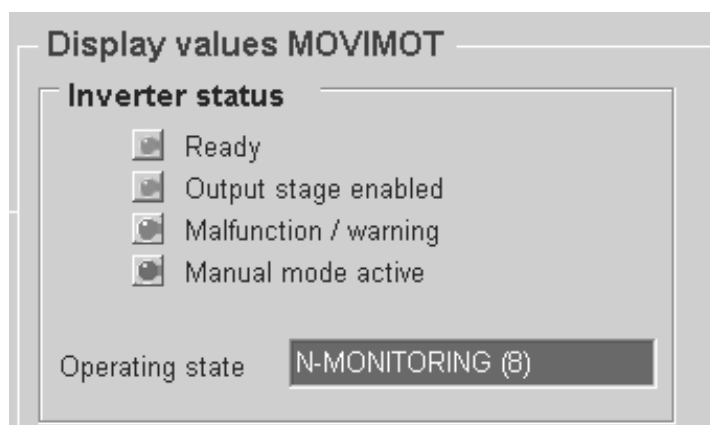 Display values MOVIMOT
Inverter status
Ready
Output stage enabled
Malfunction / warning
Manual mode active
Operating state N-MONITORING (8)